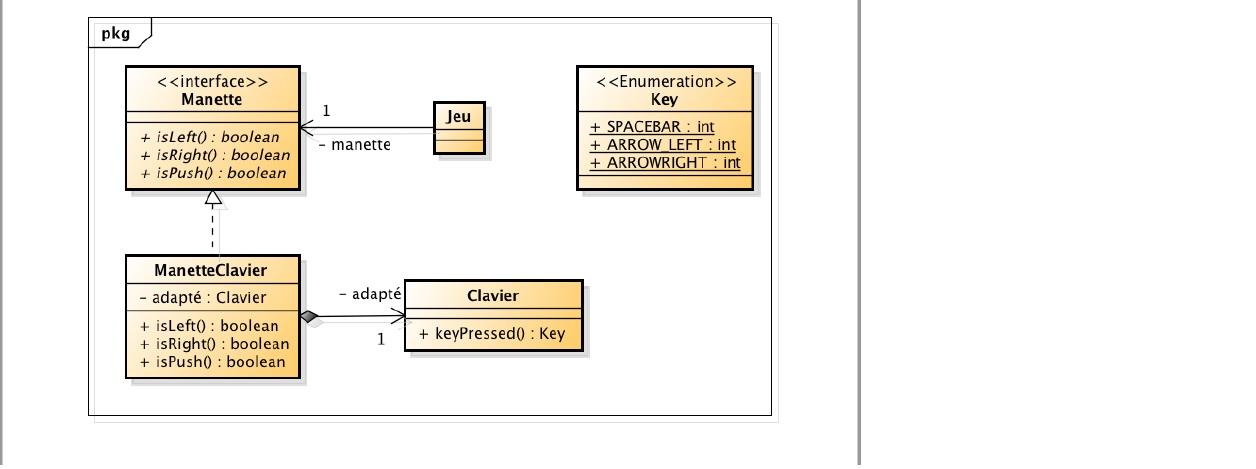 pkg
<<interface>>
Manette
+ isLeft() : boolean
+ isRight() : boolean
+ isPush() : boolean
1
- manette
Jeu
<<Enumeration>>
Key
+ SPACEBAR : int
+ ARROW_LEFT : int
+ ARROWRIGHT : int
ManetteClavier
- adapté : Clavier
+ isLeft() : boolean
+ isRight() : boolean
+ isPush() : boolean
- adapté
1
Clavier
+ keyPressed() : Key